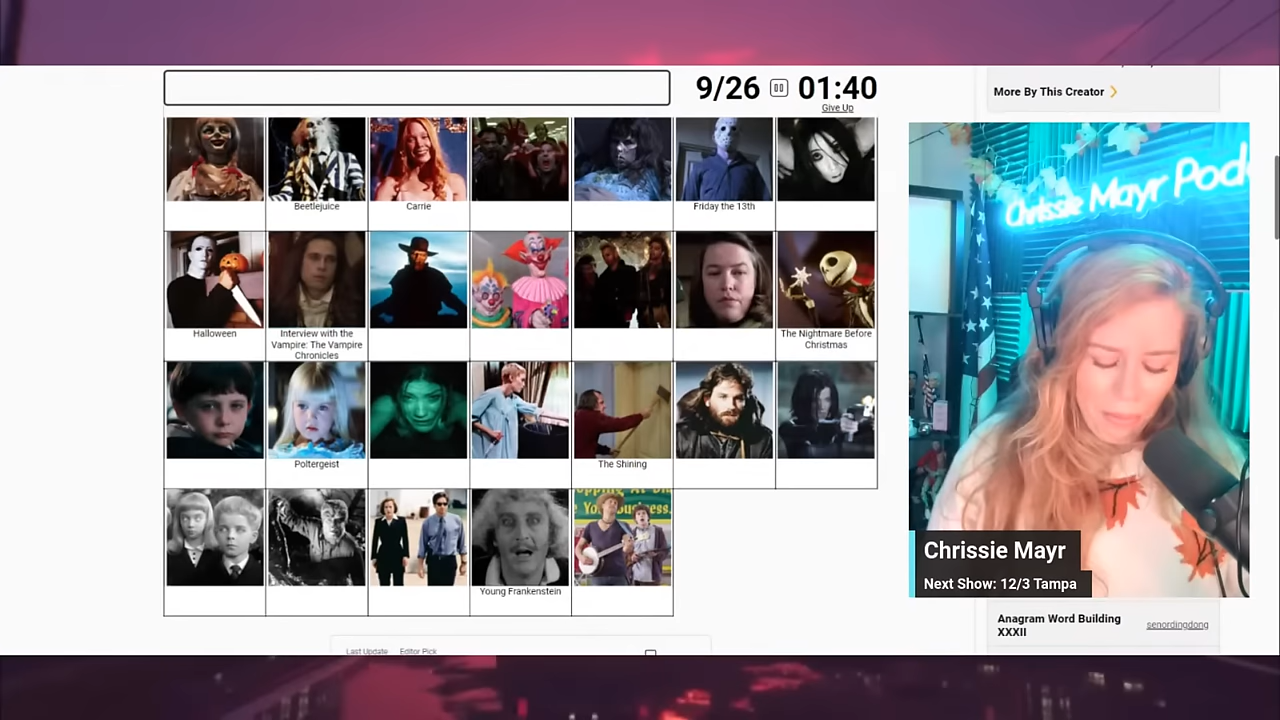 9/26
01:40
More By This Creator
Give Up
Chrissie Mayr Pod
Beetlejuice
Carrie
Friday the 13th
Halloween
Interview with the
Vampire: The Vampire
Chronicles
The Nightmare Before
Christmas
Poltergeist
The Shining
Yo Business.
Young Frankenstein
Chrissie Mayr
Next Show: 12/3 Tampa
Anagram Word Building
XXXII
senordingdong
Last Update
Editor Pick